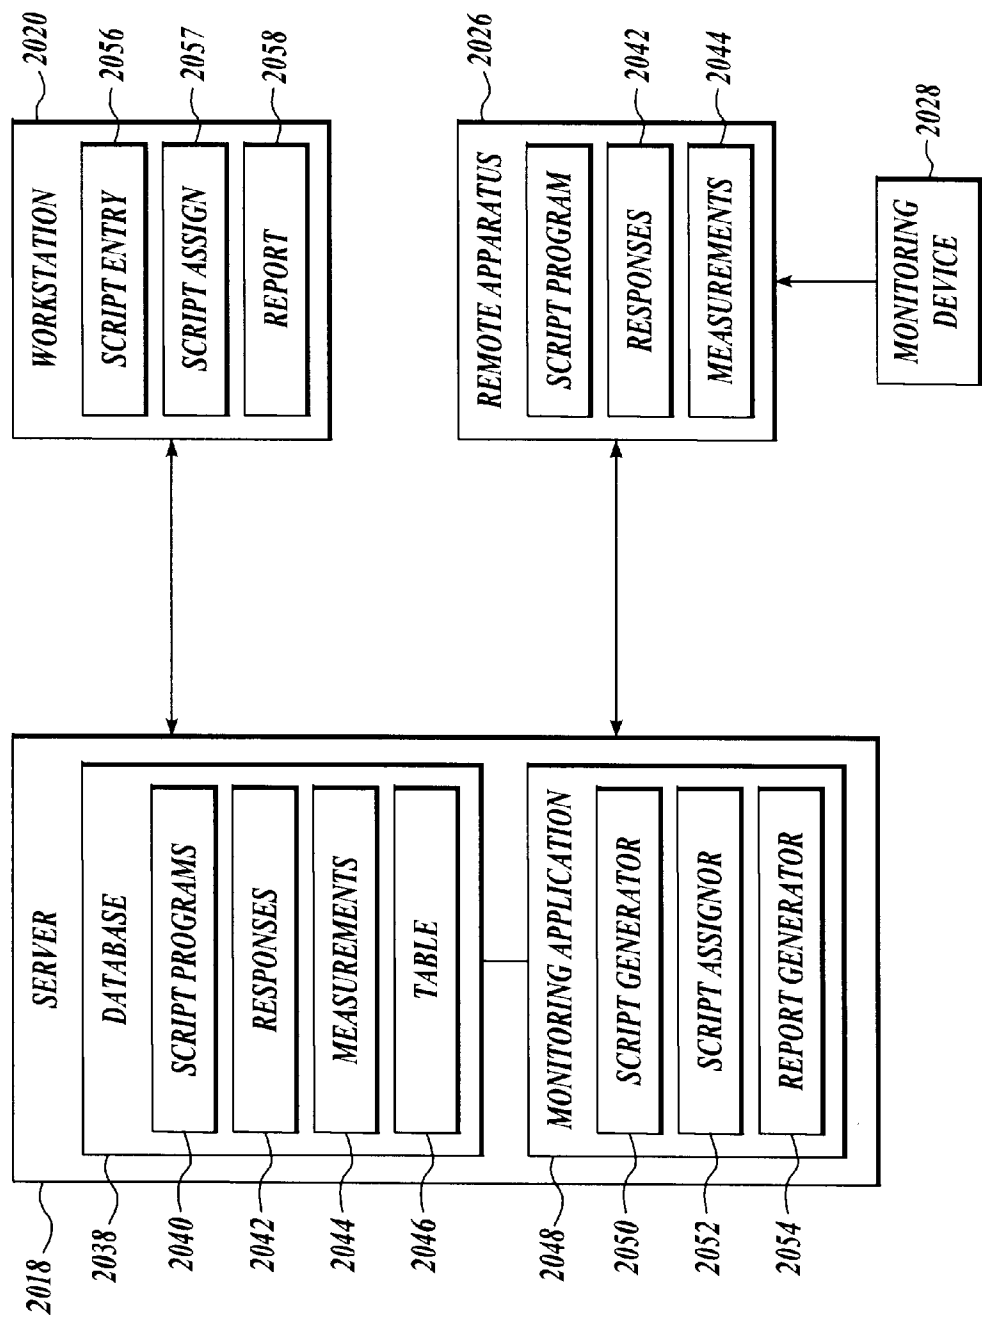 2018
SERVER
2038
DATABASE
2040
SCRIPT PROGRAMS
2042
RESPONSES
2044
MEASUREMENTS
2046
TABLE
2048
MONITORING APPLICATION
2050
SCRIPT GENERATOR
2052
SCRIPT ASSIGNOR
2054
REPORT GENERATOR
2020
WORKSTATION
SCRIPT ENTRY
2056
SCRIPT ASSIGN
2057
REPORT
2058
2026
REMOTE APPARATUS
SCRIPT PROGRAM
RESPONSES
2042
MEASUREMENTS
2044
MONITORING
DEVICE
2028